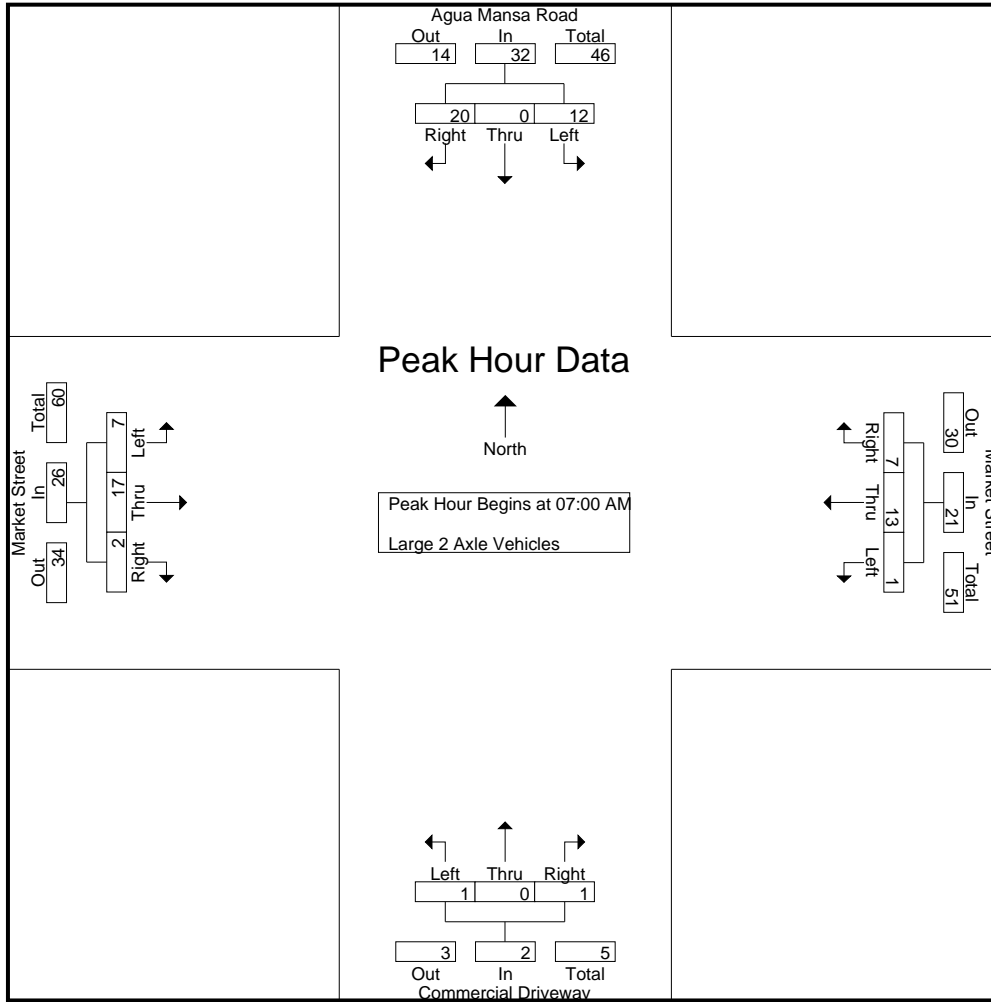 Agua Mansa Road
Out In Total
14 32 46
20 0 12
Right Thru Left
Peak Hour Data
North
Peak Hour Begins at 07:00 AM
Large 2 Axle Vehicles
Market Street
Total In Out
60 26 34
7 17 2
Left Thru Right
Right Thru Left
7 13 1
30 21 51
Out In Total
Market Street
Left Thru Right
1 0 1
3 2 5
Out In Total
Commercial Driveway